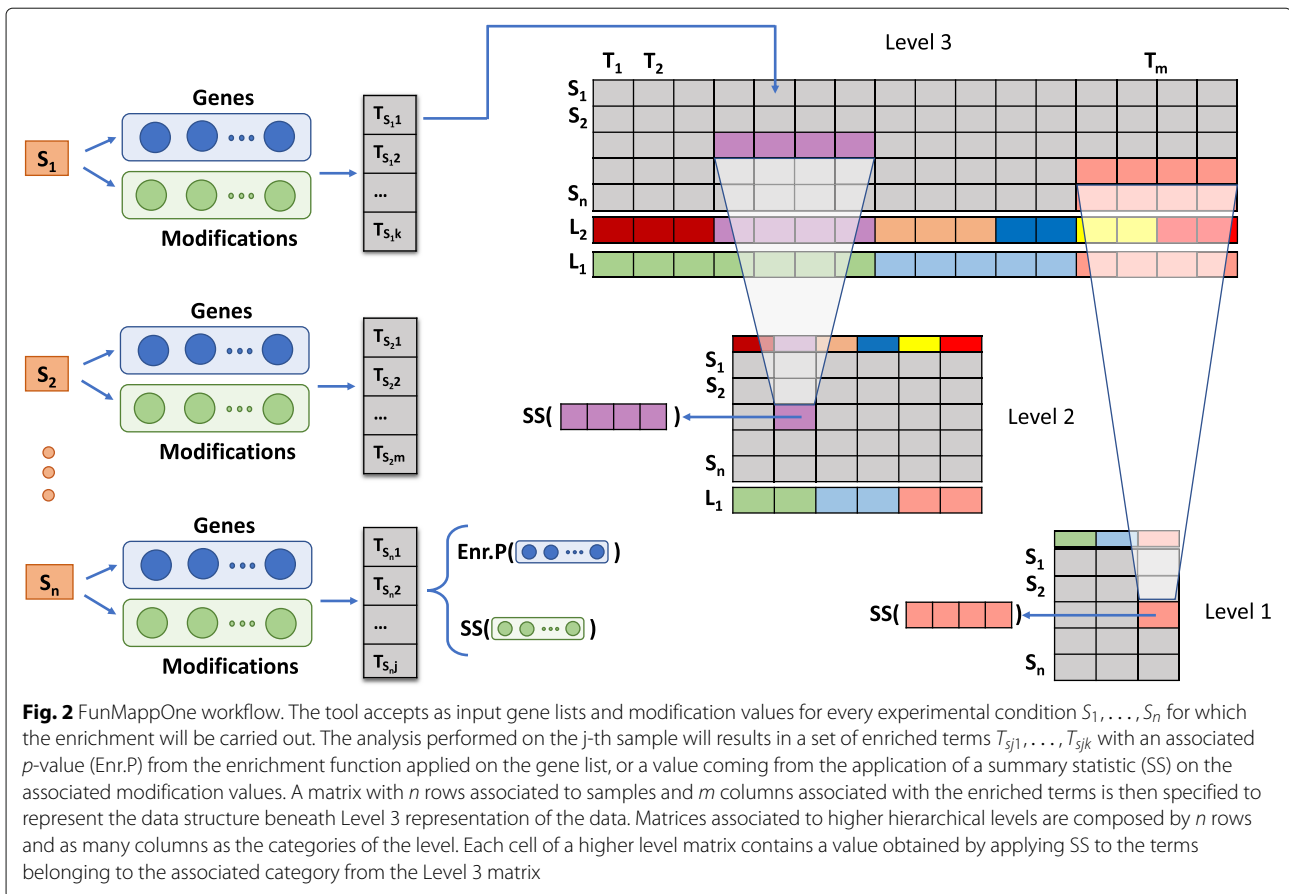 Level 3
T1 T2 Tm
Genes
S1
TS11
S1
S2
TS12
...
Sn
Modifications
TS1k
L2
L1
Genes
S2
TS21
TS22
...
TS2m
Modifications
S1
S2
SS( )
Level 2
Sn
L1
Genes
Sn
TSn1
TSn2
...
TSnj
Modifications
Enr.P( )
SS( )
S1
S2
SS( )
Level 1
Sn
Fig. 2 FunMappOne workflow. The tool accepts as input gene lists and modification values for every experimental condition S1, . . . , Sn for which
the enrichment will be carried out. The analysis performed on the j-th sample will results in a set of enriched terms Tsj1, . . . , Tsjk with an associated
p-value (Enr.P) from the enrichment function applied on the gene list, or a value coming from the application of a summary statistic (SS) on the
associated modification values. A matrix with n rows associated to samples and m columns associated with the enriched terms is then specified to
represent the data structure beneath Level 3 representation of the data. Matrices associated to higher hierarchical levels are composed by n rows
and as many columns as the categories of the level. Each cell of a higher level matrix contains a value obtained by applying SS to the terms
belonging to the associated category from the Level 3 matrix